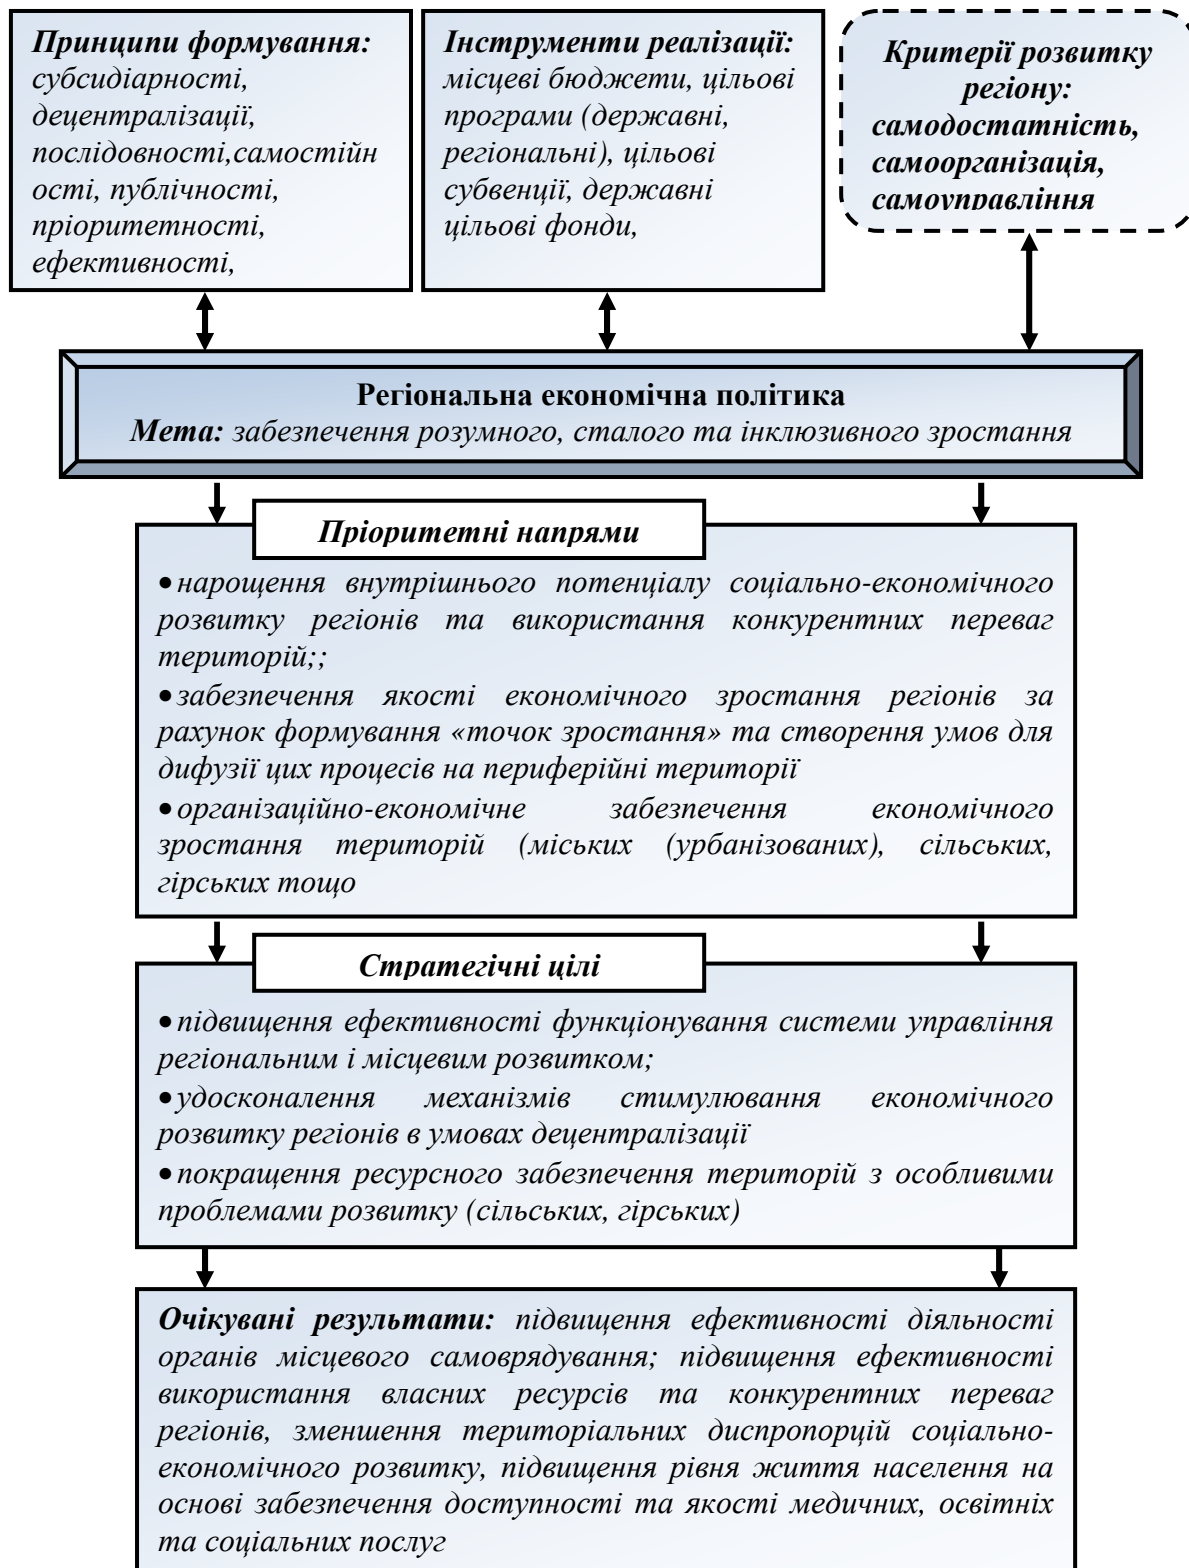 Принципи формування:
субсидіарності,
децентралізації,
послідовності,самостійн
ості, публічності,
пріоритетності,
ефективності,
Інструменти реалізації:
місцеві бюджети, цільові
програми (державні,
регіональні), цільові
субвенції, державні
цільові фонди,
Критерії розвитку
регіону:
самодостатність,
самоорганізація,
самоуправління
Регіональна економічна політика
Мета: забезпечення розумного, сталого та інклюзивного зростання
Пріоритетні напрями
•нарощення внутрішнього потенціалу соціально-економічного
розвитку регіонів та використання конкурентних переваг
територій;;
•забезпечення якості економічного зростання регіонів за
рахунок формування «точок зростання» та створення умов для
дифузії цих процесів на периферійні території
•організаційно-економічне забезпечення економічного
зростання територій (міських (урбанізованих), сільських,
гірських тощо
Стратегічні цілі
•підвищення ефективності функціонування системи управління
регіональним і місцевим розвитком;
•удосконалення механізмів стимулювання економічного
розвитку регіонів в умовах децентралізації
•покращення ресурсного забезпечення територій з особливими
проблемами розвитку (сільських, гірських)
Очікувані результати: підвищення ефективності діяльності
органів місцевого самоврядування; підвищення ефективності
використання власних ресурсів та конкурентних переваг
регіонів, зменшення територіальних диспропорцій соціально-
економічного розвитку, підвищення рівня життя населення на
основі забезпечення доступності та якості медичних, освітніх
та соціальних послуг